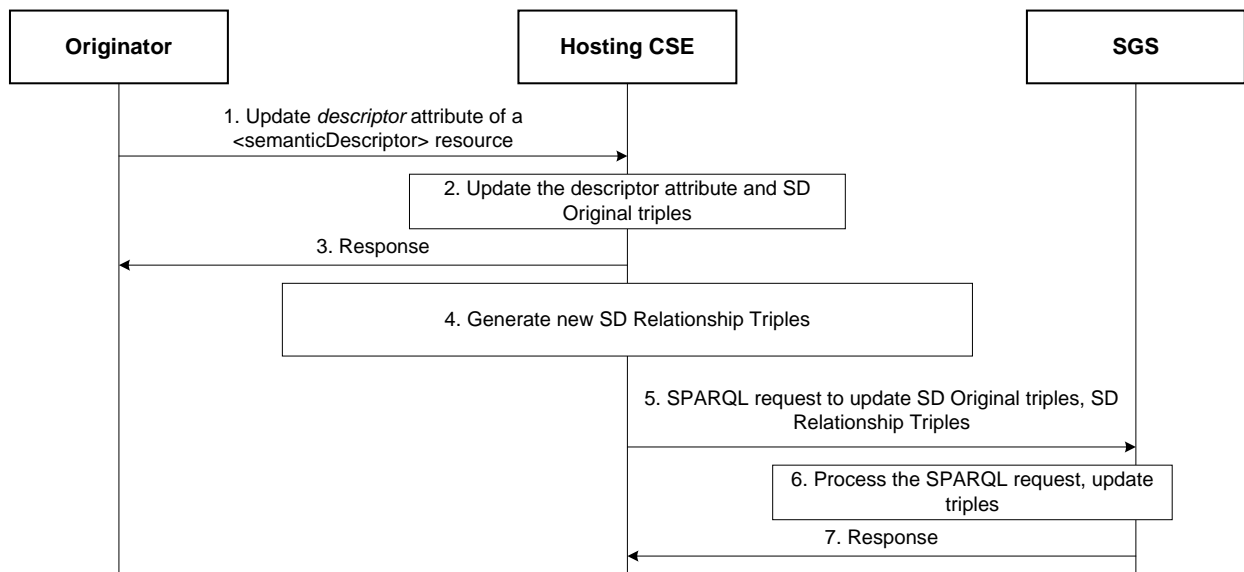 Originator
Hosting CSE
SGS
1. Update descriptor attribute of a
<semanticDescriptor> resource
2. Update the descriptor attribute and SD
Original triples
3. Response
4. Generate new SD Relationship Triples
5. SPARQL request to update SD Original triples, SD
Relationship Triples
6. Process the SPARQL request, update
triples
7. Response